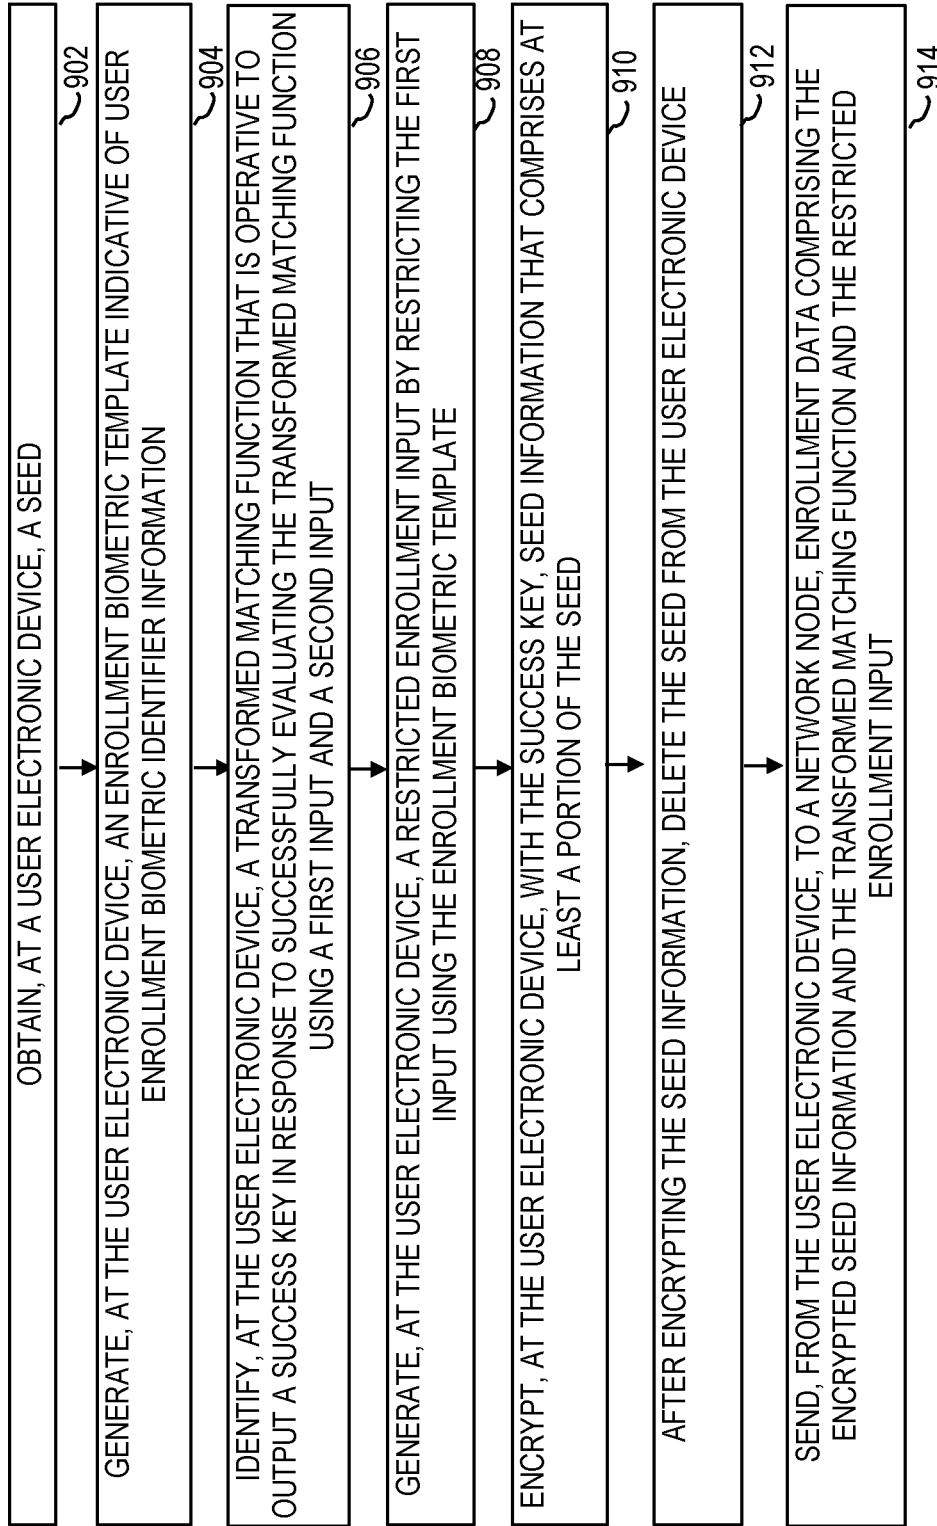 OBTAIN, AT A USER ELECTRONIC DEVICE, A SEED
902
GENERATE, AT THE USER ELECTRONIC DEVICE, AN ENROLLMENT BIOMETRIC TEMPLATE INDICATIVE OF USER
ENROLLMENT BIOMETRIC IDENTIFIER INFORMATION
904
IDENTIFY, AT THE USER ELECTRONIC DEVICE, A TRANSFORMED MATCHING FUNCTION THAT IS OPERATIVE TO
OUTPUT A SUCCESS KEY IN RESPONSE TO SUCCESSFULLY EVALUATING THE TRANSFORMED MATCHING FUNCTION
USING A FIRST INPUT AND A SECOND INPUT
906
GENERATE, AT THE USER ELECTRONIC DEVICE, A RESTRICTED ENROLLMENT INPUT BY RESTRICTING THE FIRST
INPUT USING THE ENROLLMENT BIOMETRIC TEMPLATE
908
ENCRYPT, AT THE USER ELECTRONIC DEVICE, WITH THE SUCCESS KEY, SEED INFORMATION THAT COMPRISES AT
LEAST A PORTION OF THE SEED
910
AFTER ENCRYPTING THE SEED INFORMATION, DELETE THE SEED FROM THE USER ELECTRONIC DEVICE
912
SEND, FROM THE USER ELECTRONIC DEVICE, TO A NETWORK NODE, ENROLLMENT DATA COMPRISING THE
ENCRYPTED SEED INFORMATION AND THE TRANSFORMED MATCHING FUNCTION AND THE RESTRICTED
ENROLLMENT INPUT
914